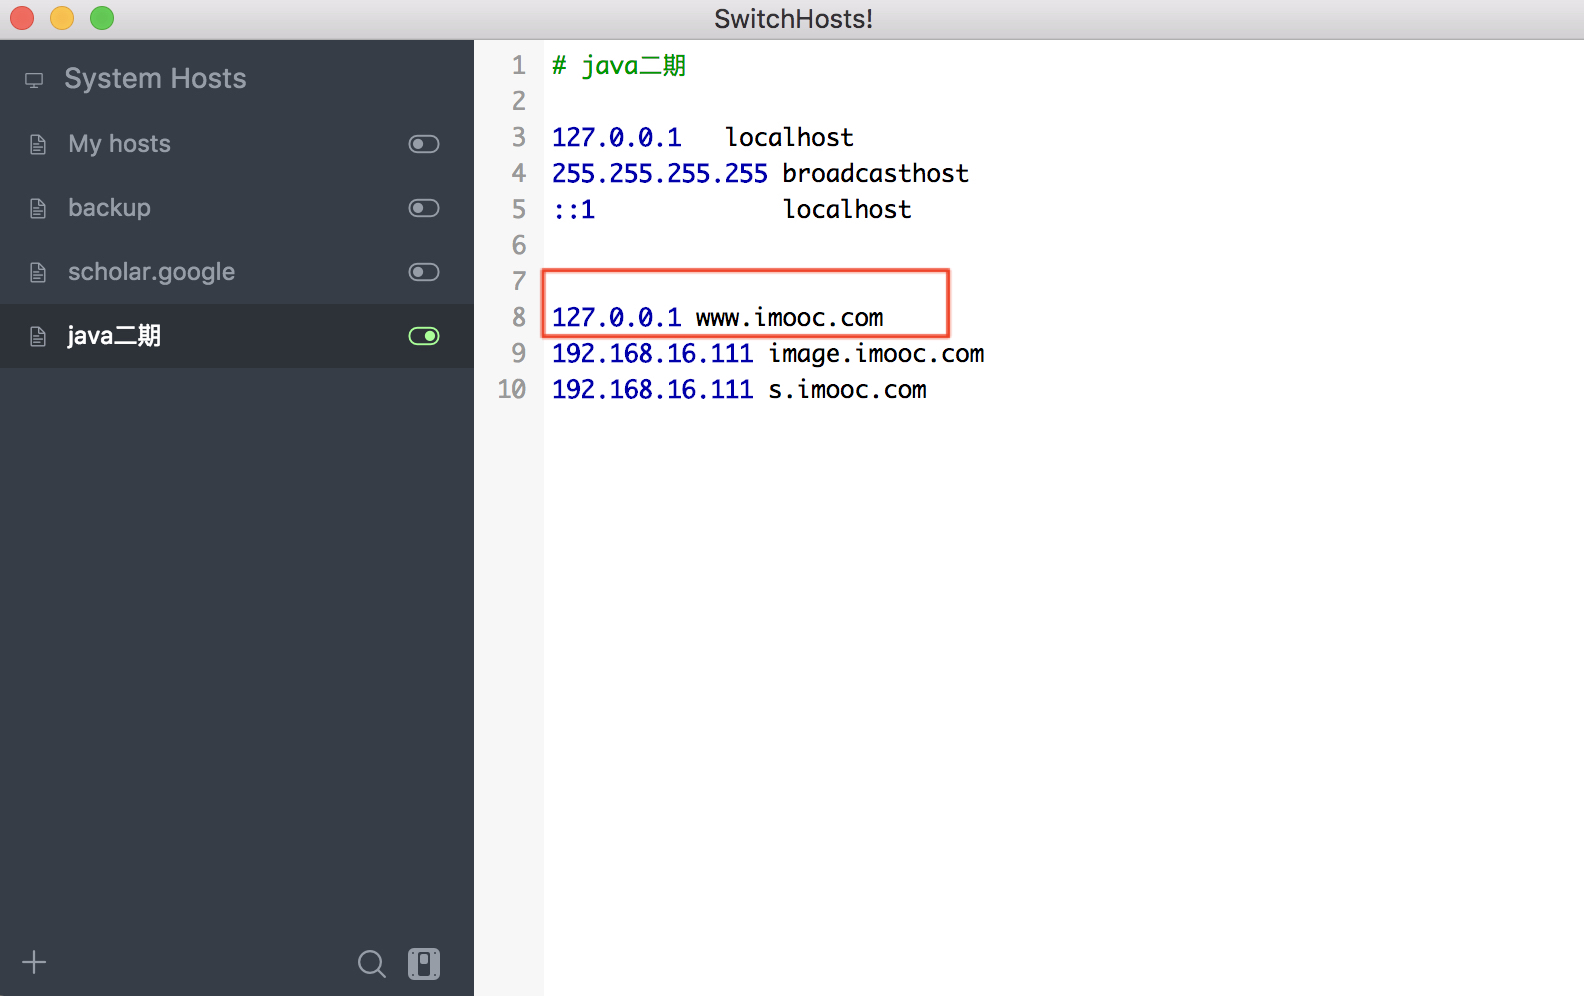 SwitchHosts!
System Hosts
My hosts
backup
scholar.google
java二期
1 # java二期
2
3 127.0.0.1   localhost
4 255.255.255.255 broadcasthost
5 ::1             localhost
6
7
8 127.0.0.1 www.imooc.com
9 192.168.16.111 image.imooc.com
10 192.168.16.111 s.imooc.com